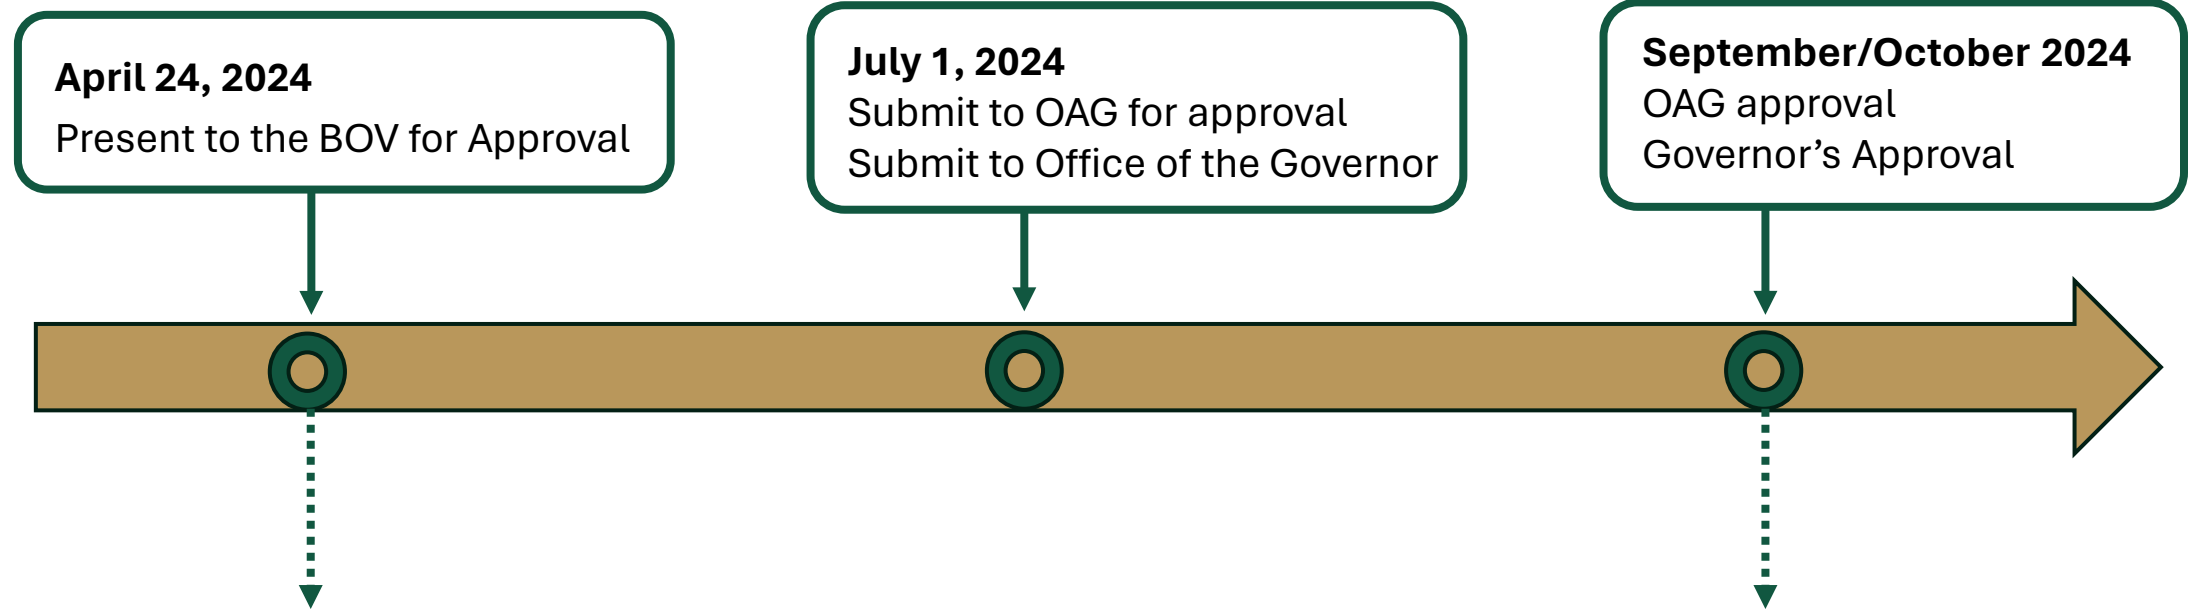 April 24, 2024
Present to the BOV for Approval
July 1, 2024
Submit to OAG for approval
Submit to Office of the Governor
September/October 2024
OAG approval
Governor’s Approval